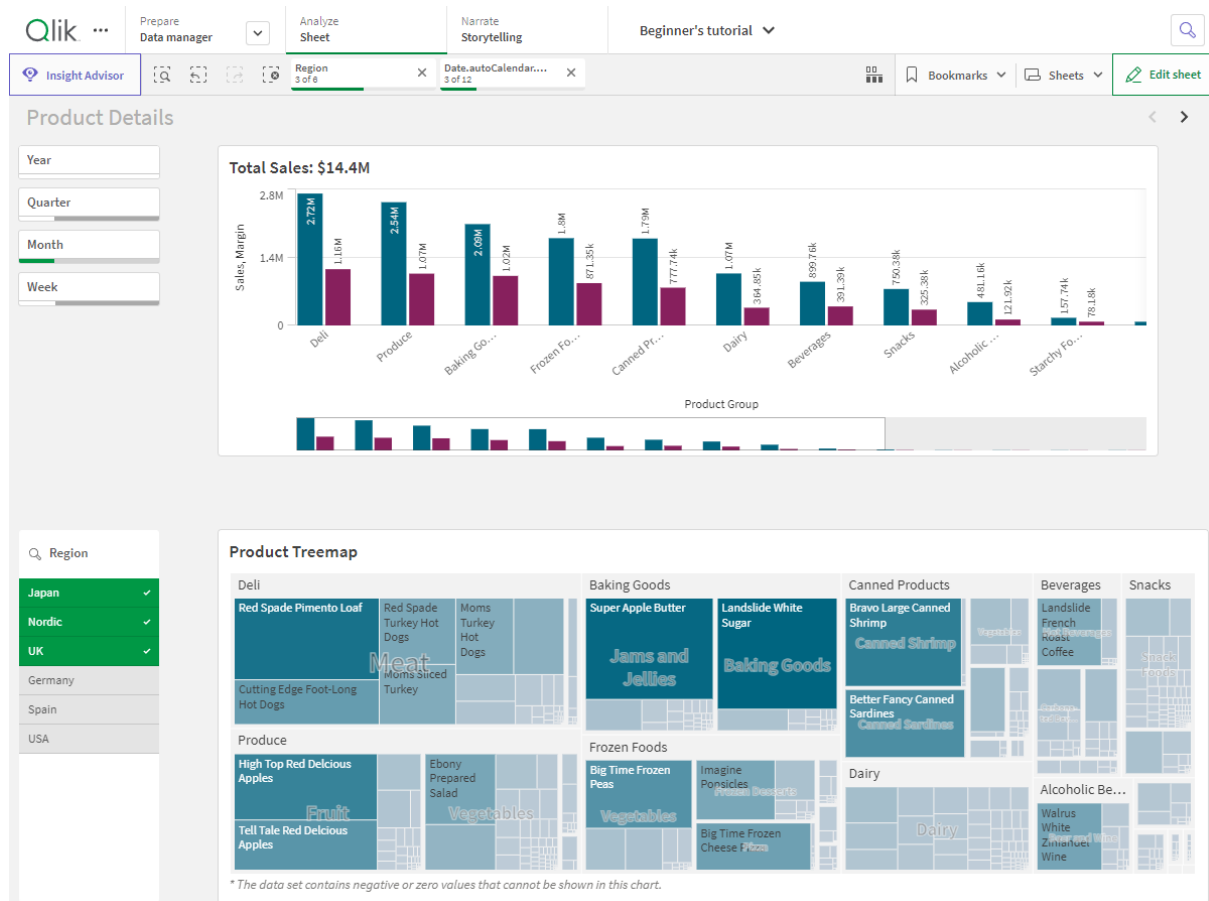 Qlik
Prepare
Data manager
Analyze
Sheet
Narrate
Storytelling
Beginner's tutorial
Insight Advisor
Region
3 of 6
Date.autoCalendar....
3 of 12
Bookmarks
Sheets
Edit sheet
Product Details
Year
Quarter
Month
Week
Total Sales: $14.4M
Sales, Margin
2.8M
1.4M
0
2.72M
1.16M
2.54M
1.07M
2.09M
1.02M
1.8M
871.35k
1.79M
777.74k
1.07M
364.85k
899.76k
391.39k
750.38k
325.38k
481.16k
121.92k
157.74k
78.18k
Deli
Produce
Baking Go...
Frozen Fo...
Canned Pr...
Dairy
Beverages
Snacks
Alcoholic ...
Starchy Fo...
Product Group
Region
Japan
Nordic
UK
Germany
Spain
USA
Product Treemap
Deli
Red Spade Pimento Loaf
Red Spade
Turkey Hot
Dogs
Moms
Turkey
Hot
Dogs
Meat
Moms Sliced
Turkey
Cutting Edge Foot-Long
Hot Dogs
Produce
High Top Red Delcious
Apples
Fruit
Tell Tale Red Delcious
Apples
Ebony
Prepared
Salad
Vegetables
Baking Goods
Super Apple Butter
Jams and
Jellies
Landslide White
Sugar
Baking Goods
Frozen Foods
Big Time Frozen
Peas
Vegetables
Imagine
Popsicles
Frozen Desserts
Big Time Frozen
Cheese Pizza
Pizza
Canned Products
Bravo Large Canned
Shrimp
Canned Shrimp
Vegetables
Better Fancy Canned
Sardines
Canned Sardines
Dairy
Dairy
Beverages
Landslide
French
Roast
Coffee
Hot Beverages
Snacks
Snack
Foods
Alcoholic Be...
Walrus
White
Zinfandel
Wine
Beer and Wine
* The data set contains negative or zero values that cannot be shown in this chart.